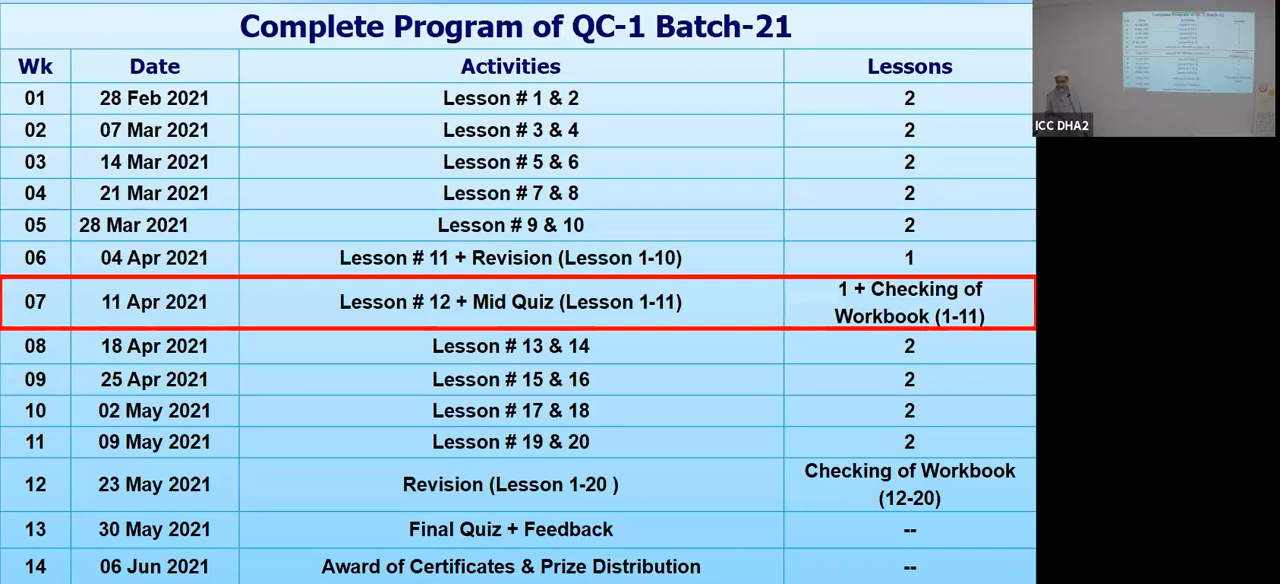 Complete Program of QC-1 Batch-21
Wk Date Activities Lessons
01 28 Feb 2021 Lesson # 1 & 2 2
02 07 Mar 2021 Lesson # 3 & 4 2
03 14 Mar 2021 Lesson # 5 & 6 2
04 21 Mar 2021 Lesson # 7 & 8 2
05 28 Mar 2021 Lesson # 9 & 10 2
06 04 Apr 2021 Lesson # 11 + Revision (Lesson 1-10) 1
07 11 Apr 2021 Lesson # 12 + Mid Quiz (Lesson 1-11) 1 + Checking of
Workbook (1-11)
08 18 Apr 2021 Lesson # 13 & 14 2
09 25 Apr 2021 Lesson # 15 & 16 2
10 02 May 2021 Lesson # 17 & 18 2
11 09 May 2021 Lesson # 19 & 20 2
12 23 May 2021 Revision (Lesson 1-20 ) Checking of Workbook
(12-20)
13 30 May 2021 Final Quiz + Feedback --
14 06 Jun 2021 Award of Certificates & Prize Distribution --
Complete Program of QC-1 Batch-21
ICC DHA2